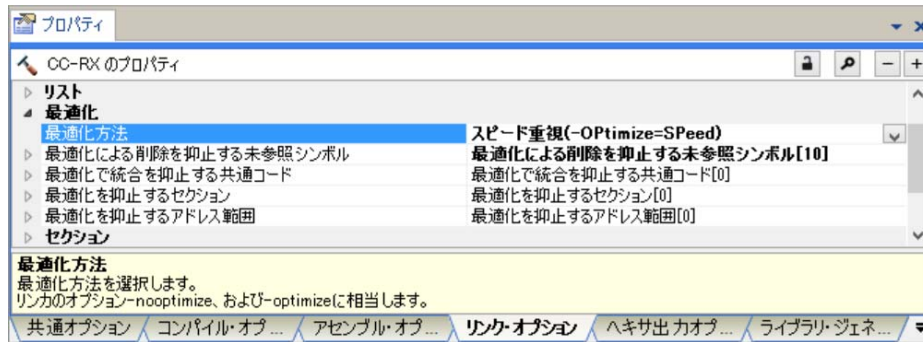 プロパティ
CC-RX のプロパティ
リスト
最適化
最適化方法 スピード重視(-OPtimize=SPeed)
最適化による削除を抑止する未参照シンボル 最適化による削除を抑止する未参照シンボル[10]
最適化で統合を抑止する共通コード 最適化で統合を抑止する共通コード[0]
最適化を抑止するセクション 最適化を抑止するセクション[0]
最適化を抑止するアドレス範囲 最適化を抑止するアドレス範囲[0]
セクション
最適化方法
最適化方法を選択します。
リンカのオプション-nooptimize、および-optimizeに相当します。
共通オプション コンパイル・オプ... アセンブル・オプ... リンク・オプション ヘキサ出力オプ... ライブラリ・ジェネ...